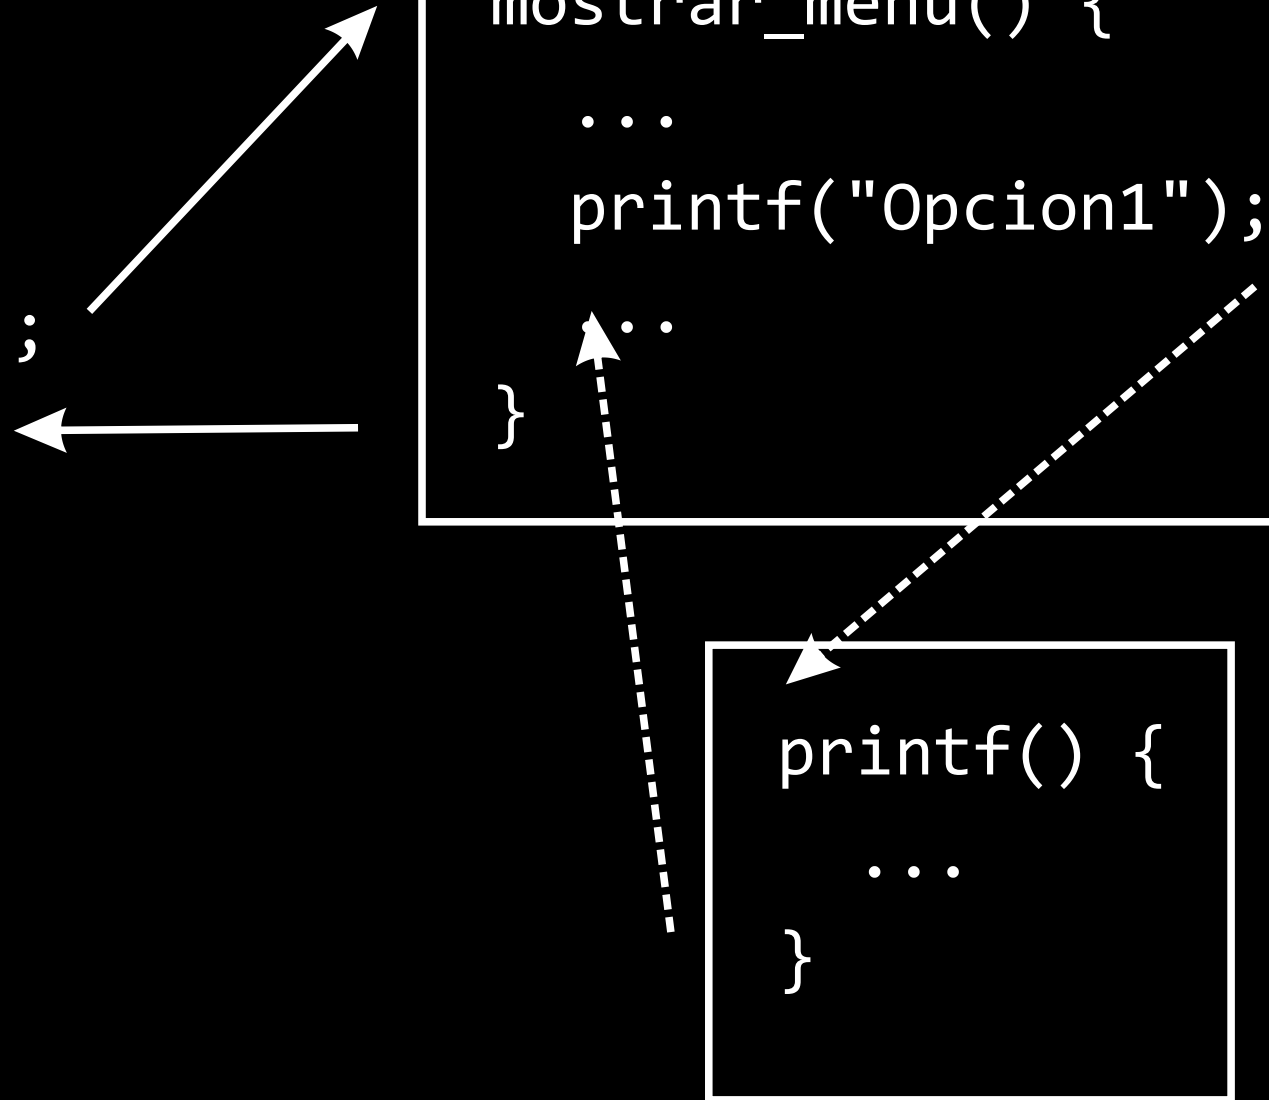 mostrar_menu() {
...
printf("Opcion1");
;
...
}
printf() {
...
}